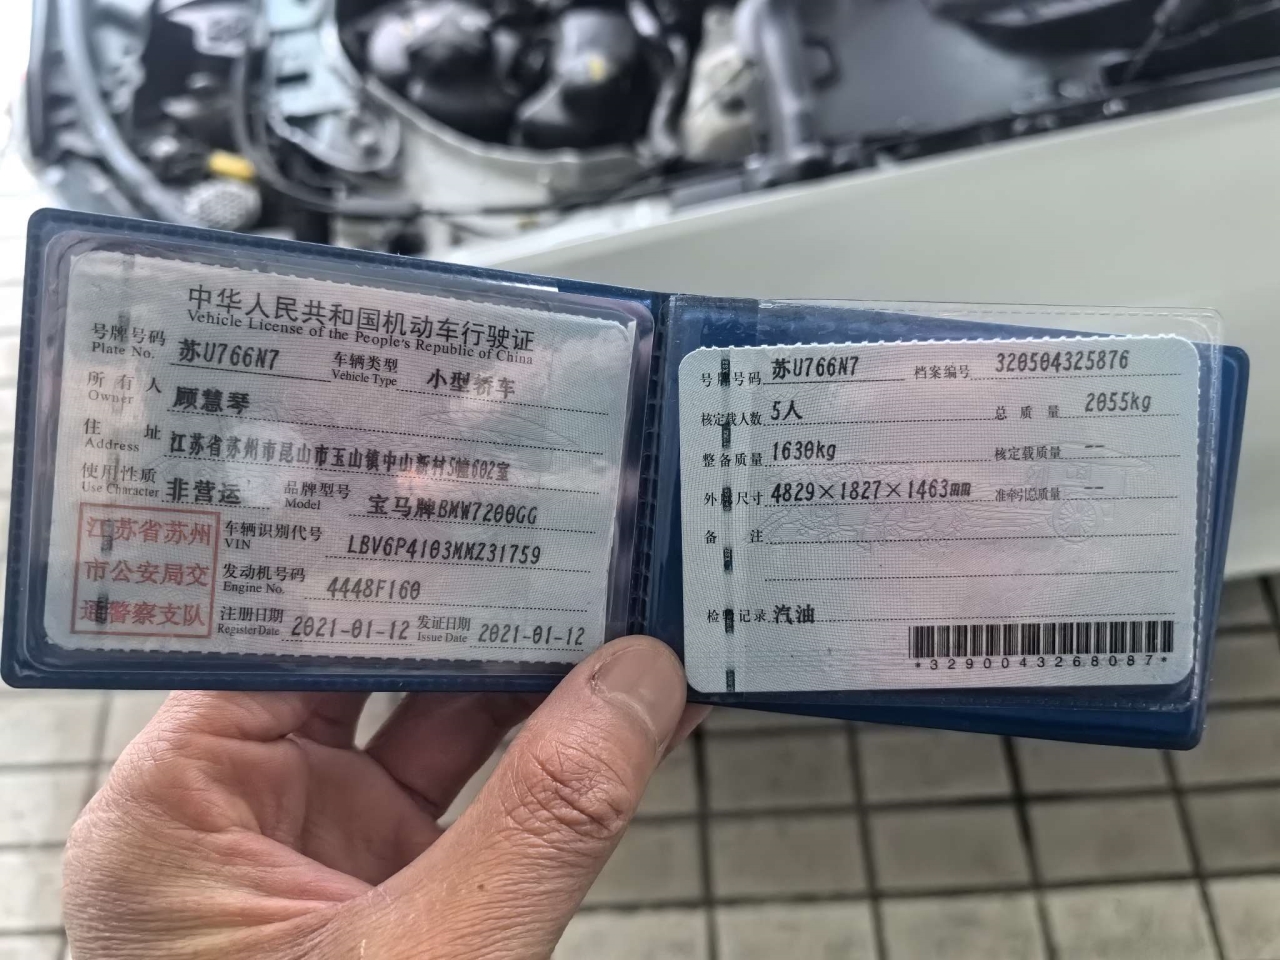 中华人民共和国机动车行驶证
Vehicle License of the People's Republic of China
号牌号码 苏U766N7 车辆类型 小型轿车
Plate No. Vehicle Type
所有人 顾慧琴
Owner
住址 江苏省苏州市昆山市玉山镇中山新村5幢602室
Address
使用性质 非营运 品牌型号 宝马牌BMW7200GG
Use Character Model
江苏省苏州
市公安局交
通警察支队
车辆识别代号 LBV6P4103MMZ31759
VIN
发动机号码 4448F160
Engine No.
注册日期 2021-01-12 发证日期 2021-01-12
Register Date Issue Date
号牌号码 苏U766N7 档案编号 320504325876
核定载人数 5人 总质量 2055kg
整备质量 1630kg 核定载质量 --
外廓尺寸 4829×1827×1463mm 准牵引总质量 --
备注
检验记录 汽油
*3290043268087*